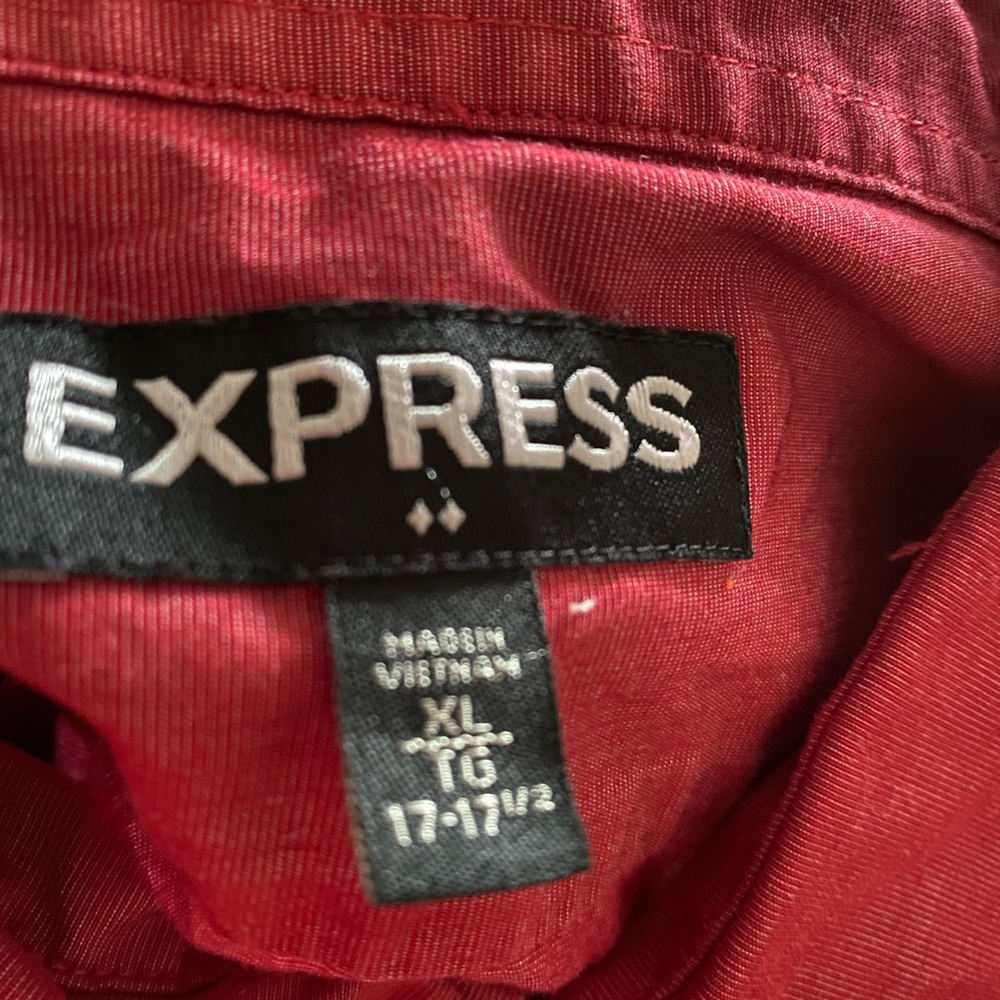 EXPRESS
MADE IN
VIETNAM
XL
TG
17-17 1/2